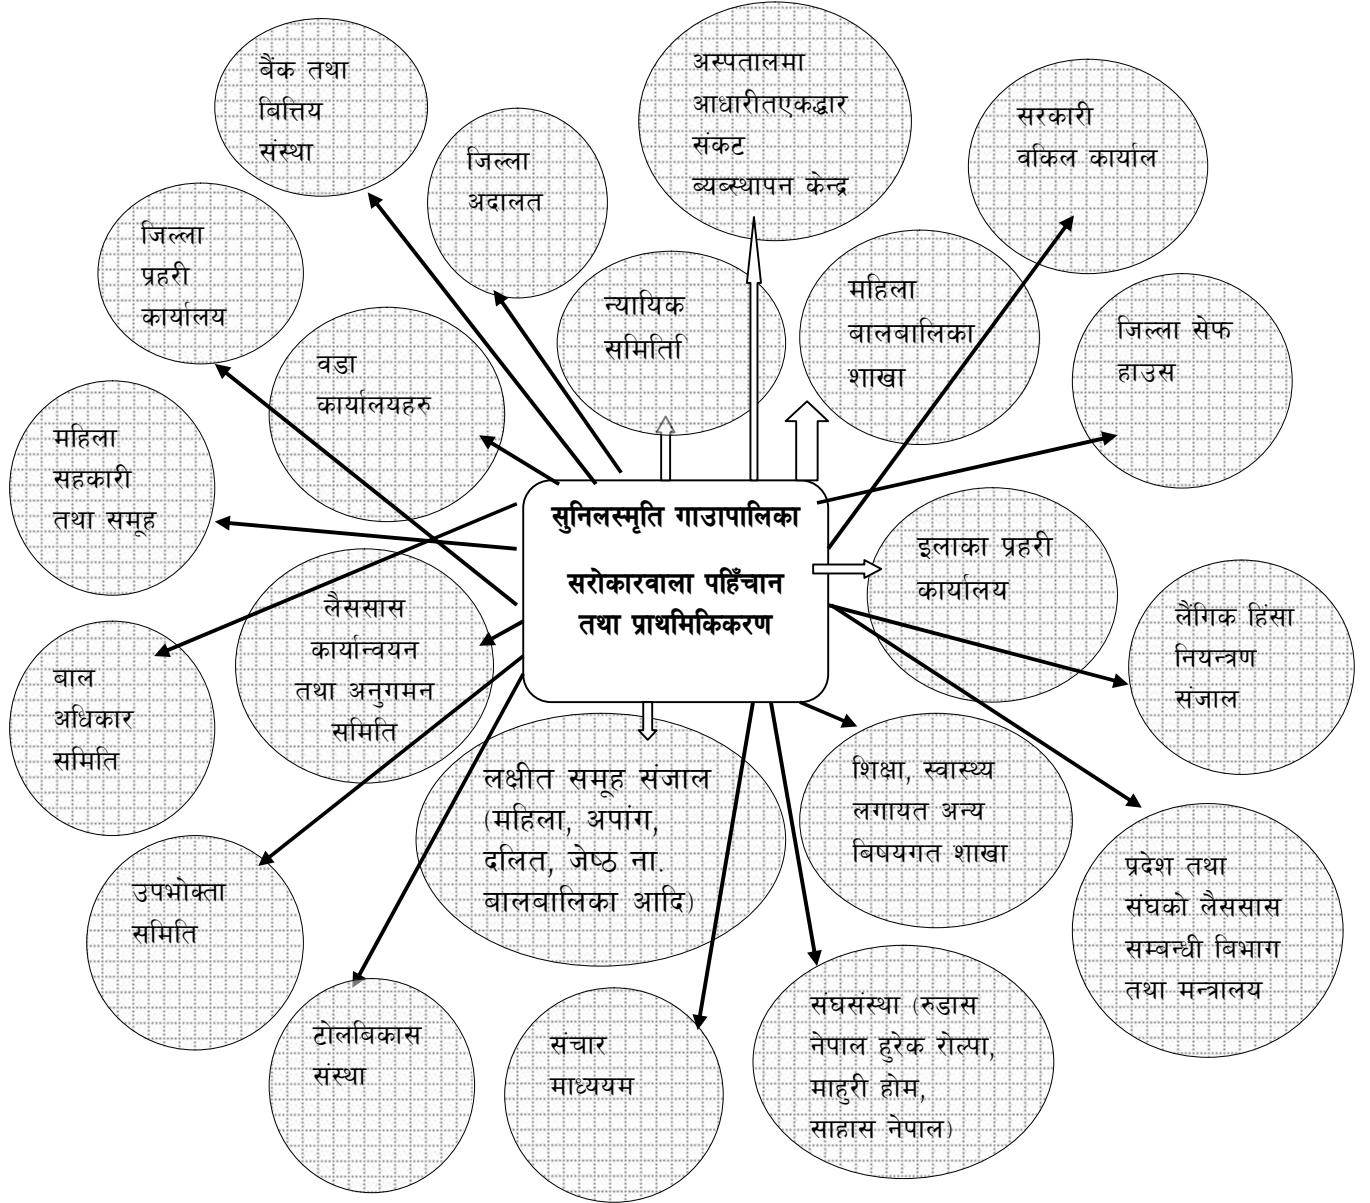 बैंक तथा
बित्तिय
संस्था
जिल्ला
अदालत
अस्पतालमा
आधारीतएकद्धार
संकट
ब्यब्स्थापन केन्द्र
सरकारी
वकिल कार्याल
जिल्ला
प्रहरी
कार्यालय
वडा
कार्यालयहरु
न्यायिक
समितिि
महिला
बालबालिका
शाखा
जिल्ला सेफ
हाउस
महिला
सहकारी
तथा समूह
सुनिलस्मृति गाउापालिका
सरोकारवाला पहिँचान
तथा प्राथमिकिकरण
इलाका प्रहरी
कार्यालय
लैंगिक हिंसा
नियन्त्रण
संजाल
लैससास
कार्यान्वयन
तथा अनुगमन
समिति
बाल
अधिकार
समिति
लक्षीत समूह संजाल
(महिला, अपांग,
दलित, जेष्ठ ना.
बालबालिका आदि)
शिक्षा, स्वास्थ्य
लगायत अन्य
बिषयगत शाखा
प्रदेश तथा
संघको लैससास
सम्बन्धी बिभाग
तथा मन्त्रालय
उपभोक्ता
समिति
टोलबिकास
संस्था
संचार
माध्ययम
संघसंस्था (रुडास
नेपाल हुरेक रोल्पा,
माहुरी होम,
साहास नेपाल)